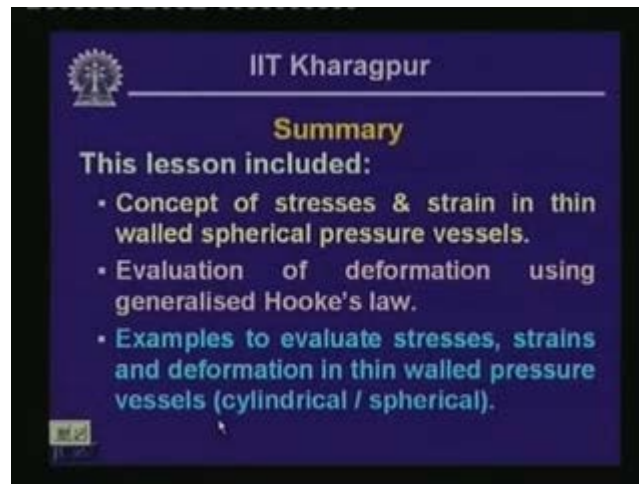 IIT Kharagpur
Summary
This lesson included:
▪ Concept of stresses & strain in thin
walled spherical pressure vessels.
▪ Evaluation of deformation using
generalised Hooke's law.
▪ Examples to evaluate stresses, strains
and deformation in thin walled pressure
vessels (cylindrical / spherical).